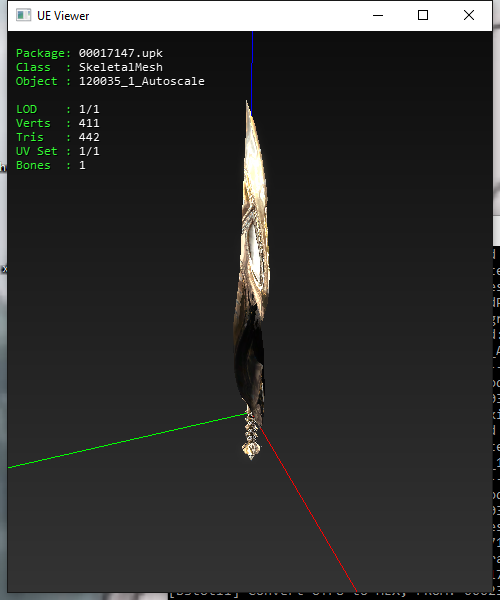 UE Viewer
Package: 00017147.upk
Class  : SkeletalMesh
Object : 120035_1_Autoscale
LOD    : 1/1
Verts  : 411
Tris   : 442
UV Set : 1/1
Bones  : 1